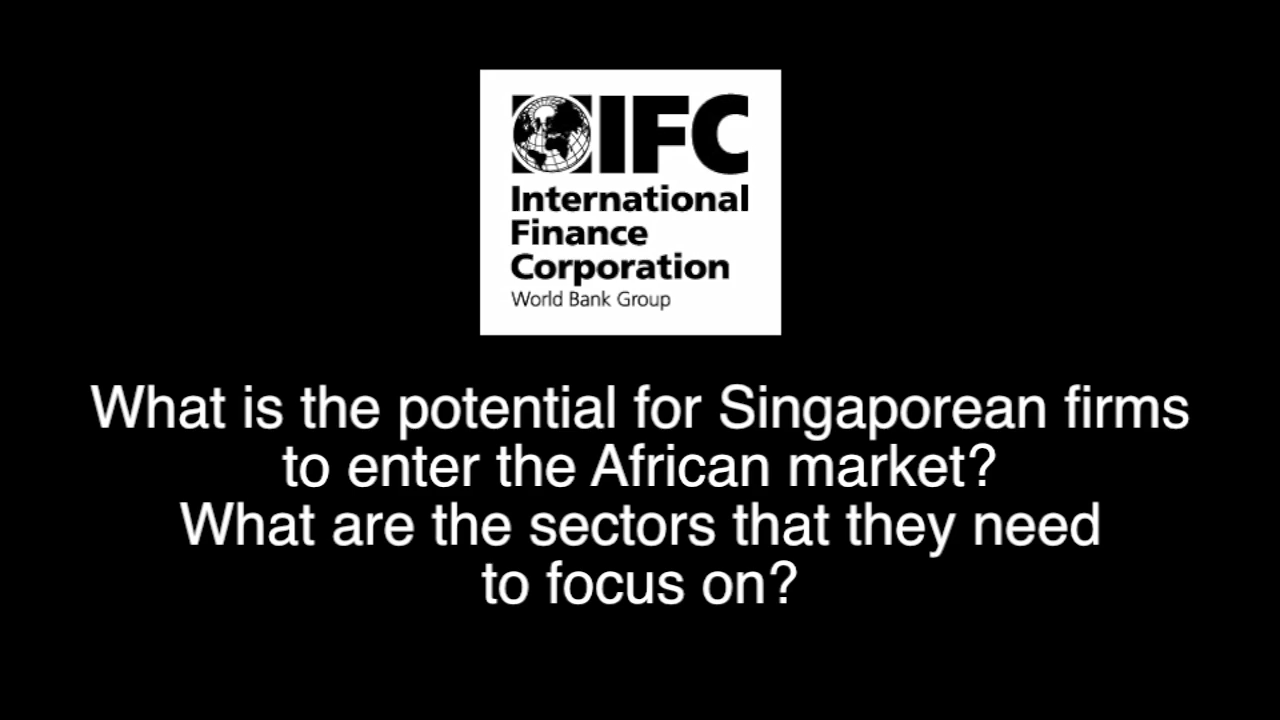 IFC
International
Finance
Corporation
World Bank Group
What is the potential for Singaporean firms
to enter the African market?
What are the sectors that they need
to focus on?